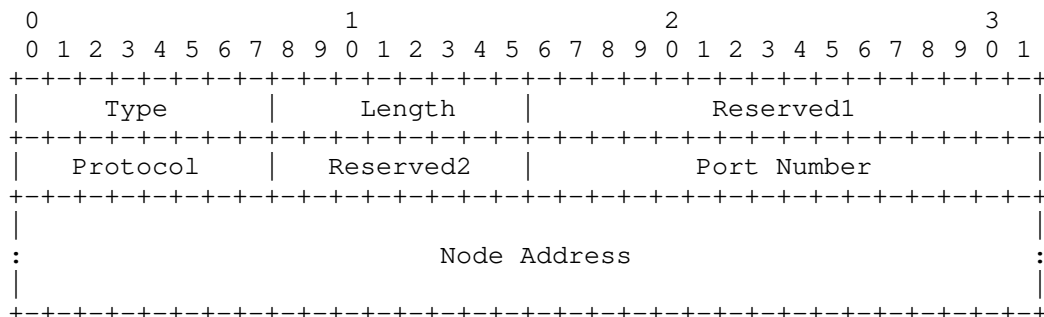 0                   1                   2                   3
 0 1 2 3 4 5 6 7 8 9 0 1 2 3 4 5 6 7 8 9 0 1 2 3 4 5 6 7 8 9 0 1
+-+-+-+-+-+-+-+-+-+-+-+-+-+-+-+-+-+-+-+-+-+-+-+-+-+-+-+-+-+-+-+-+
|     Type      |     Length    |           Reserved1           |
+-+-+-+-+-+-+-+-+-+-+-+-+-+-+-+-+-+-+-+-+-+-+-+-+-+-+-+-+-+-+-+-+
|   Protocol    |   Reserved2   |          Port Number          |
+-+-+-+-+-+-+-+-+-+-+-+-+-+-+-+-+-+-+-+-+-+-+-+-+-+-+-+-+-+-+-+-+
|                                                               |
:                          Node Address                         :
|                                                               |
+-+-+-+-+-+-+-+-+-+-+-+-+-+-+-+-+-+-+-+-+-+-+-+-+-+-+-+-+-+-+-+-+